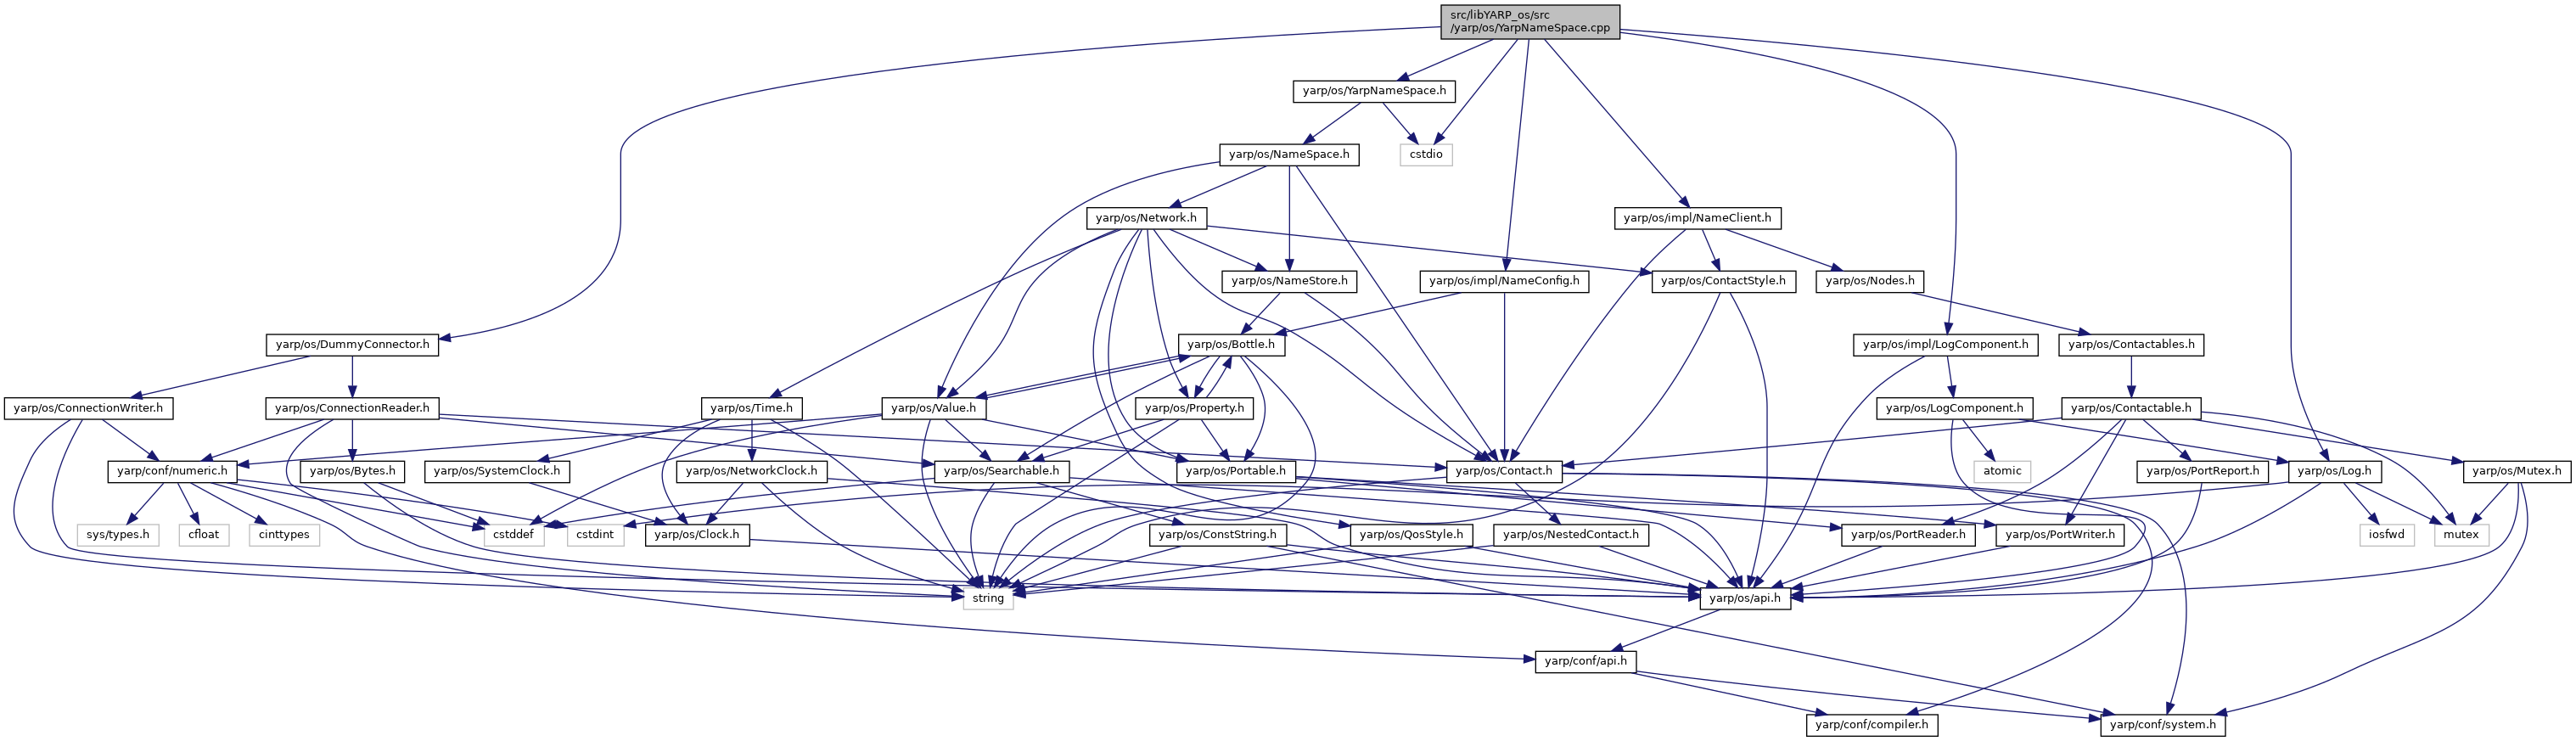 src/libYARP_os/src
/yarp/os/YarpNameSpace.cpp
yarp/os/YarpNameSpace.h
yarp/os/NameSpace.h
cstdio
yarp/os/Network.h
yarp/os/impl/NameClient.h
yarp/os/NameStore.h
yarp/os/impl/NameConfig.h
yarp/os/ContactStyle.h
yarp/os/Nodes.h
yarp/os/DummyConnector.h
yarp/os/Bottle.h
yarp/os/impl/LogComponent.h
yarp/os/Contactables.h
yarp/os/ConnectionWriter.h
yarp/os/ConnectionReader.h
yarp/os/Time.h
yarp/os/Value.h
yarp/os/Property.h
yarp/os/LogComponent.h
yarp/os/Contactable.h
yarp/conf/numeric.h
yarp/os/Bytes.h
yarp/os/SystemClock.h
yarp/os/NetworkClock.h
yarp/os/Searchable.h
yarp/os/Portable.h
yarp/os/Contact.h
atomic
yarp/os/PortReport.h
yarp/os/Log.h
yarp/os/Mutex.h
sys/types.h
cfloat
cinttypes
cstddef
cstdint
yarp/os/Clock.h
yarp/os/ConstString.h
yarp/os/QosStyle.h
yarp/os/NestedContact.h
yarp/os/PortReader.h
yarp/os/PortWriter.h
iosfwd
mutex
string
yarp/os/api.h
yarp/conf/api.h
yarp/conf/compiler.h
yarp/conf/system.h